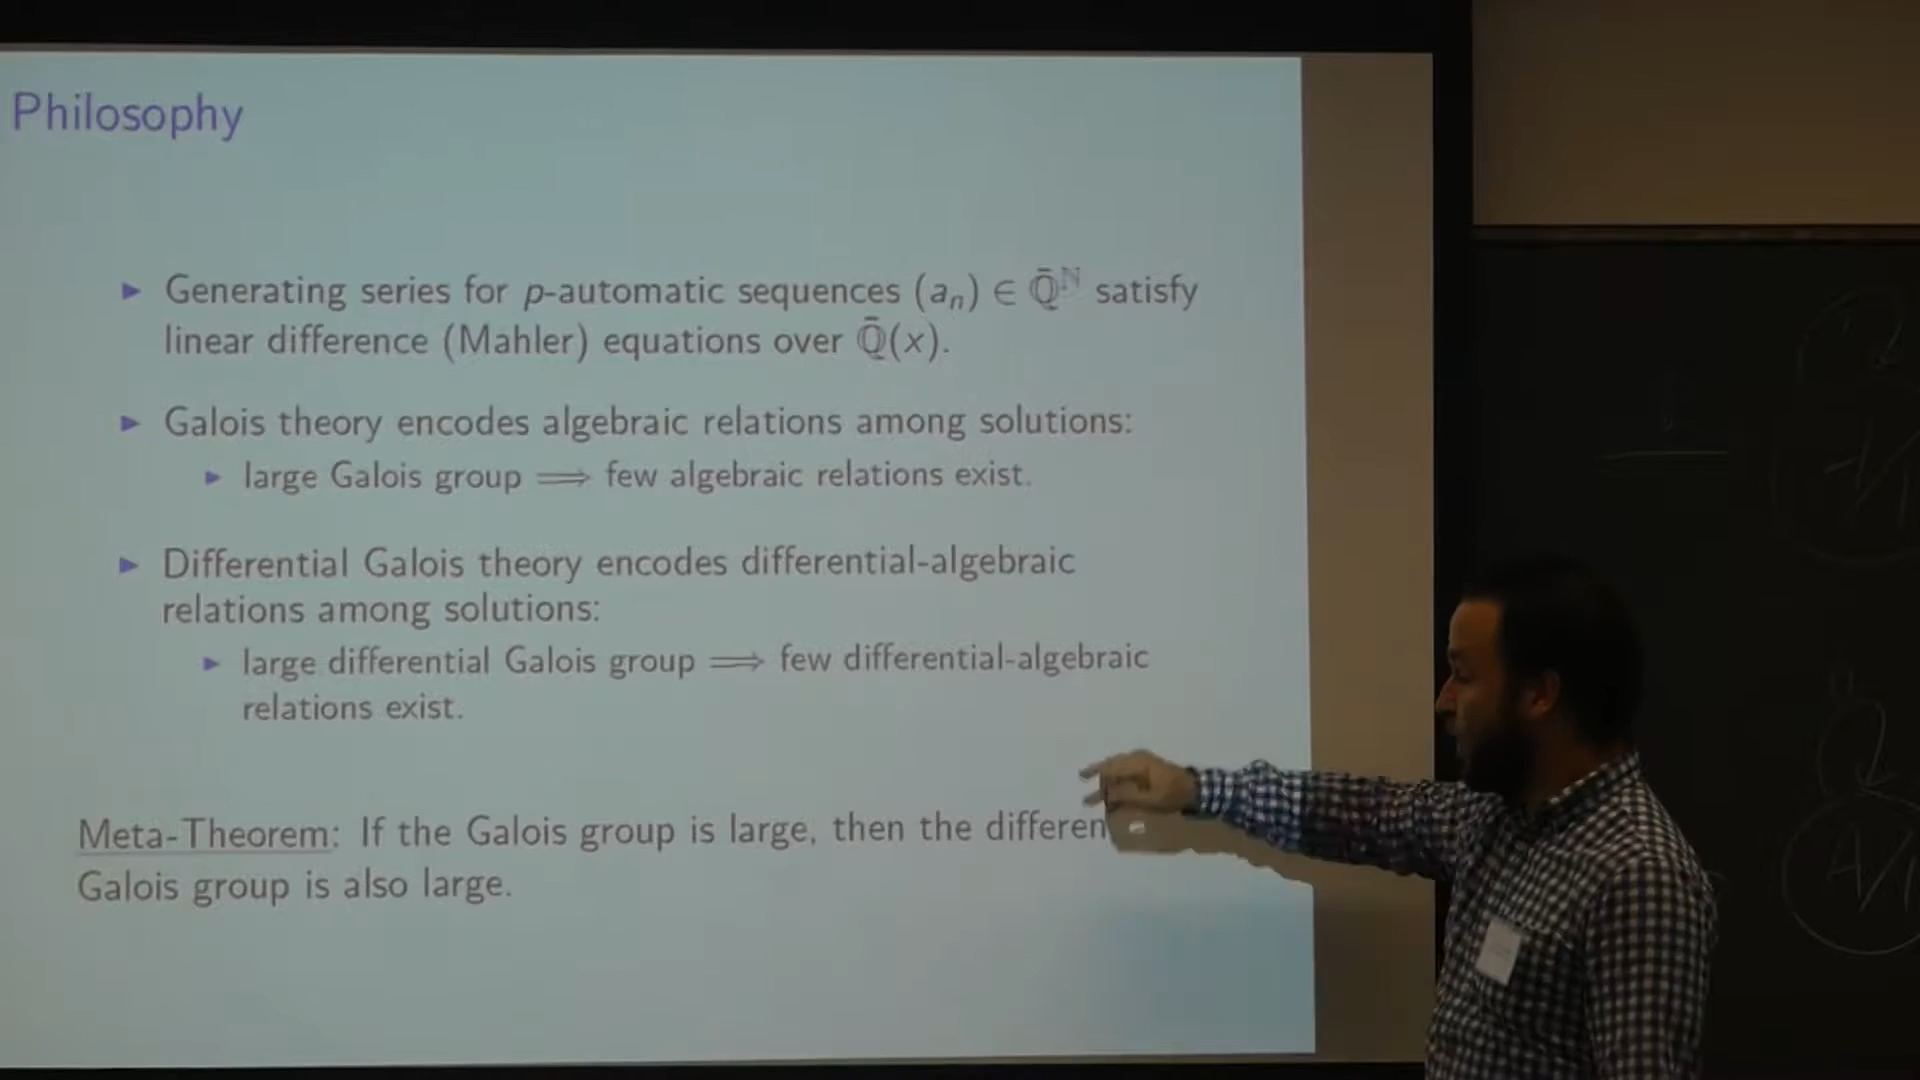 Philosophy
▶ Generating series for p-automatic sequences (aₙ) ∈ Q̄^ℕ satisfy
linear difference (Mahler) equations over Q̄(x).
▶ Galois theory encodes algebraic relations among solutions:
▶ large Galois group ⟹ few algebraic relations exist.
▶ Differential Galois theory encodes differential-algebraic
relations among solutions:
▶ large differential Galois group ⟹ few differential-algebraic
relations exist.
Meta-Theorem: If the Galois group is large, then the differen
Galois group is also large.